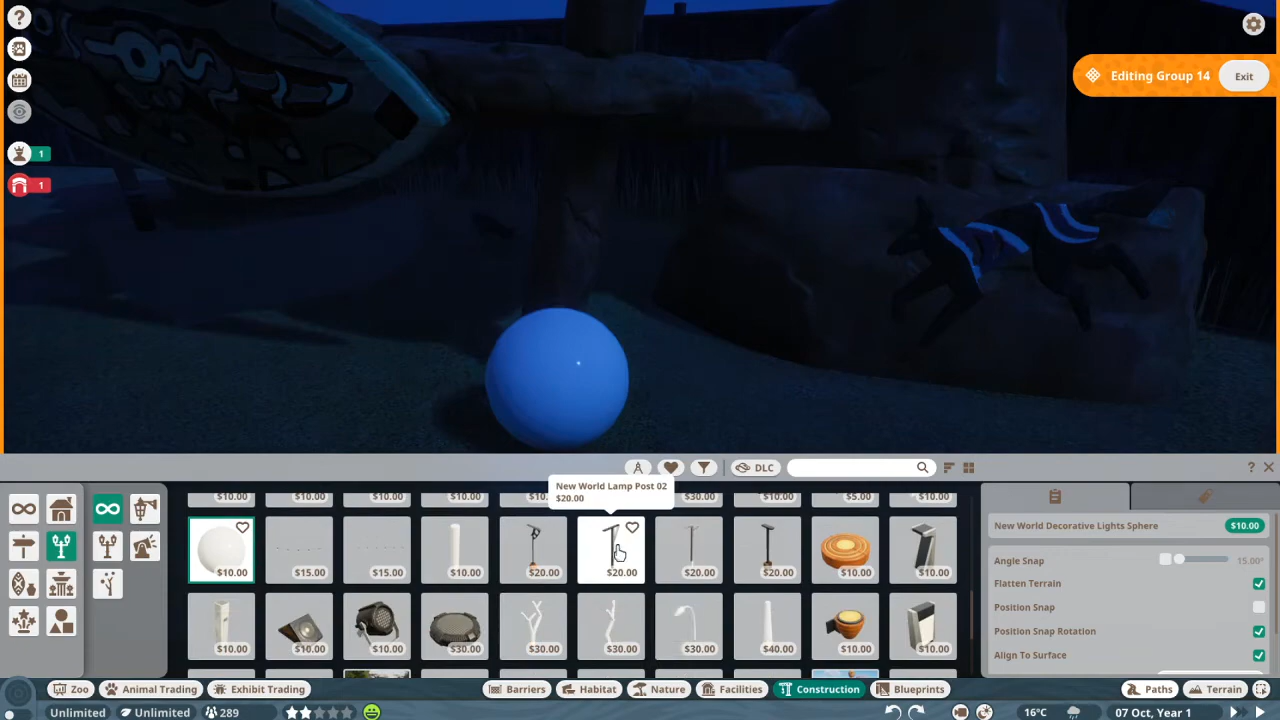 ?
Editing Group 14
Exit
1
1
DLC
? ×
New World Lamp Post 02
$20.00
$10.00 $10.00 $10.00 $10.00 $30.00 $10.00 $5.00 $10.00
$10.00 $15.00 $15.00 $10.00 $20.00 $20.00 $20.00 $20.00 $10.00 $10.00
$10.00 $10.00 $10.00 $30.00 $30.00 $30.00 $30.00 $40.00 $10.00 $10.00
New World Decorative Lights Sphere $10.00
Angle Snap 15.00°
Flatten Terrain
Position Snap
Position Snap Rotation
Align To Surface
Zoo Animal Trading Exhibit Trading Barriers Habitat Nature Facilities Construction Blueprints Paths Terrain
Unlimited Unlimited 289 16°C 07 Oct, Year 1